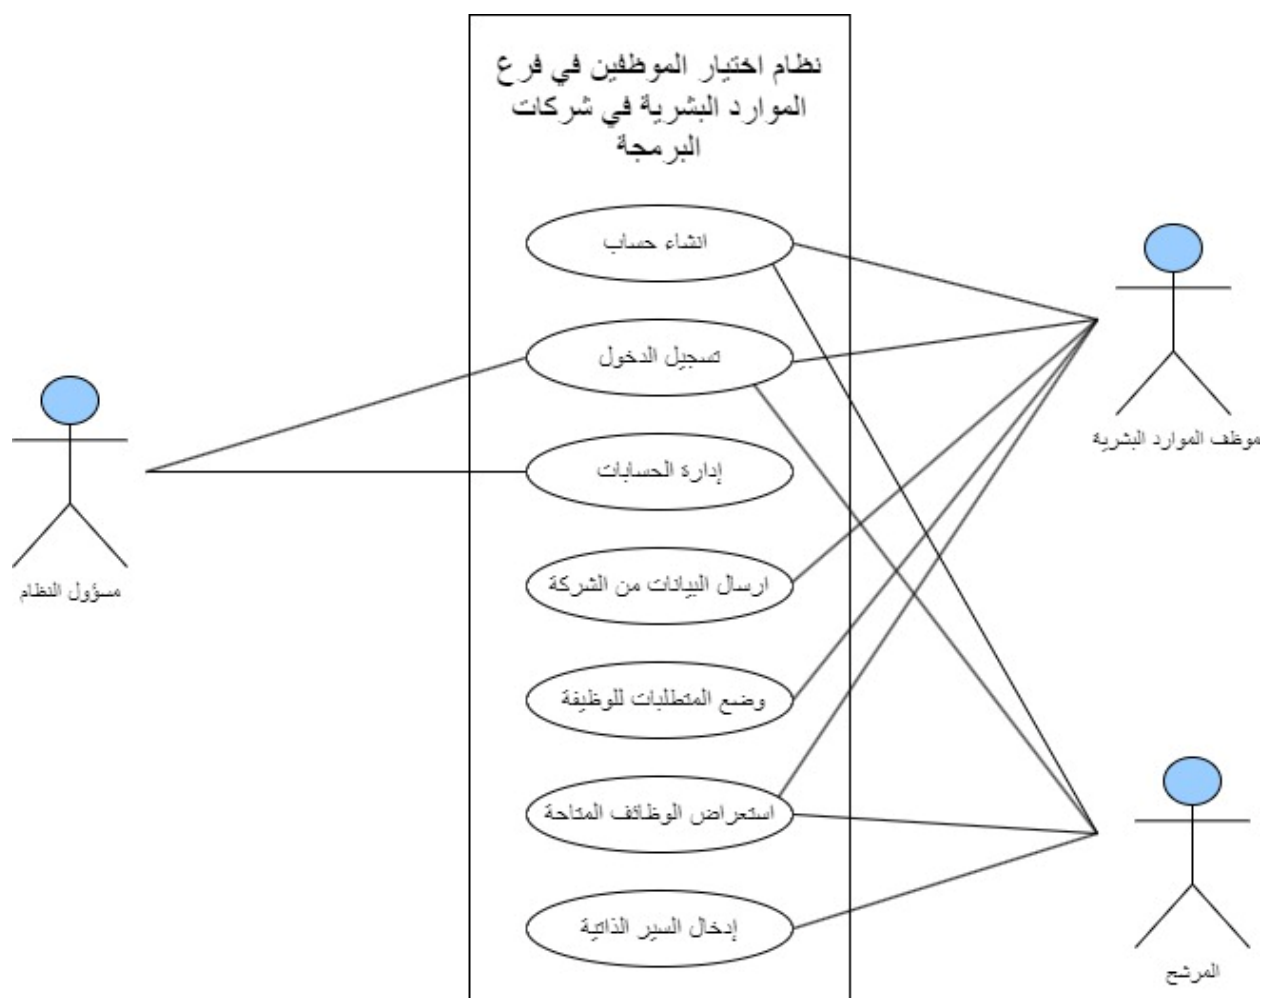 نظام اختيار الموظفين في فرع
الموارد البشرية في شركات
البرمجة
انشاء حساب
تسجيل الدخول
إدارة الحسابات
ارسال البيانات من الشركة
وضع المتطلبات للوظيفة
استعراض الوظائف المتاحة
إدخال السير الذاتية
موظف الموارد البشرية
المرشح
مسؤول النظام